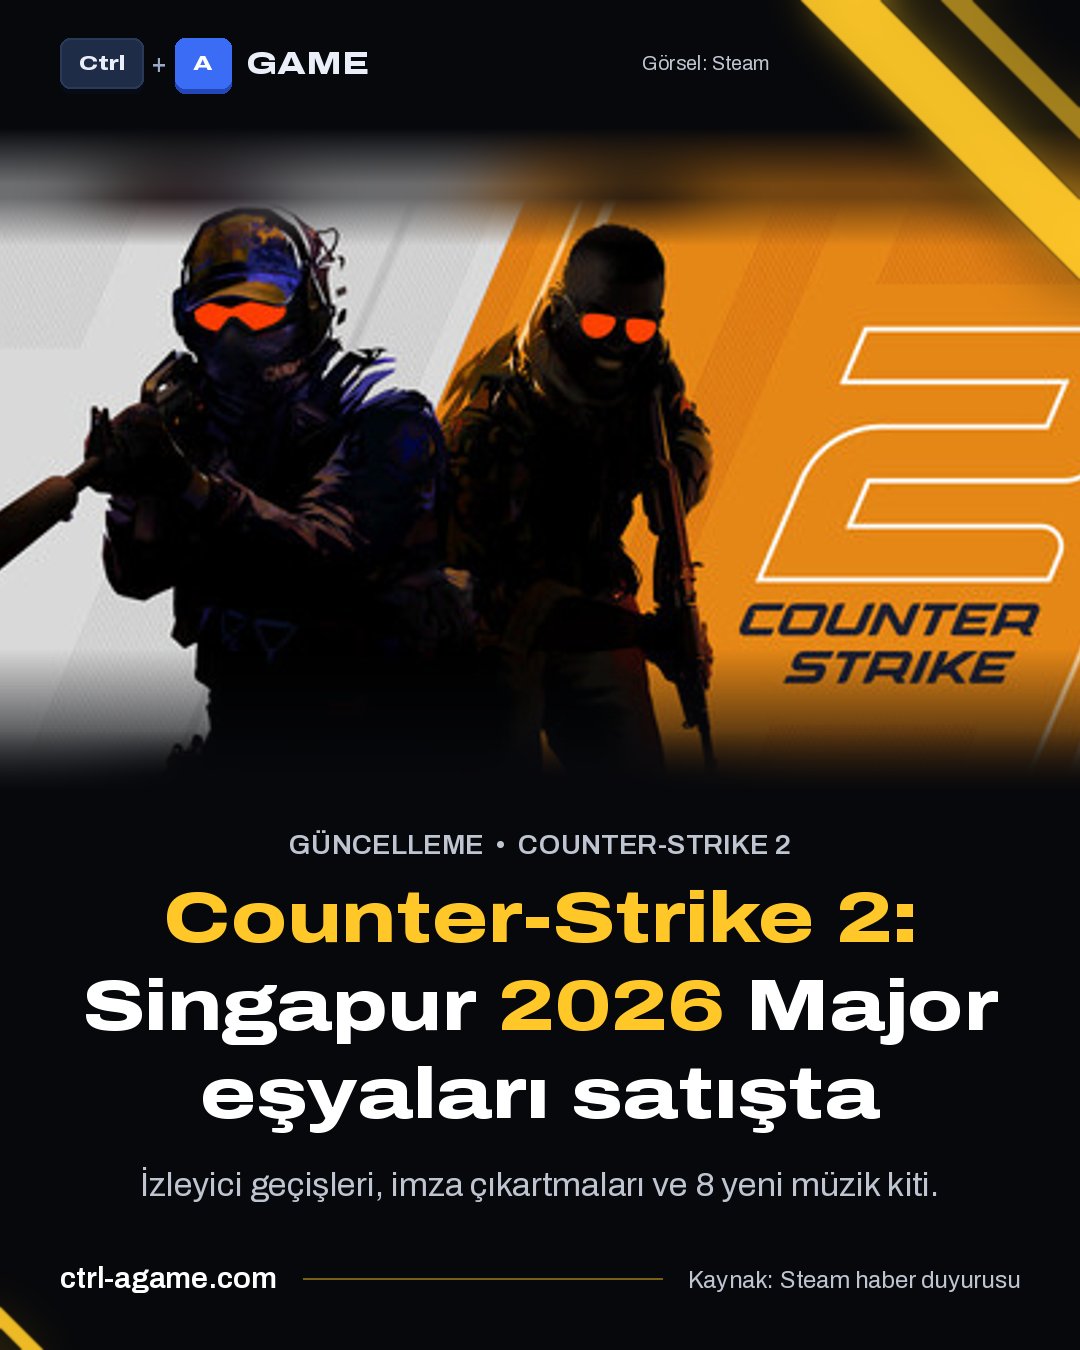 Ctrl + A GAME
Görsel: Steam
2
COUNTER
STRIKE
GÜNCELLEME • COUNTER-STRIKE 2
Counter-Strike 2:
Singapur 2026 Major
eşyaları satışta
İzleyici geçişleri, imza çıkartmaları ve 8 yeni müzik kiti.
ctrl-agame.com
Kaynak: Steam haber duyurusu